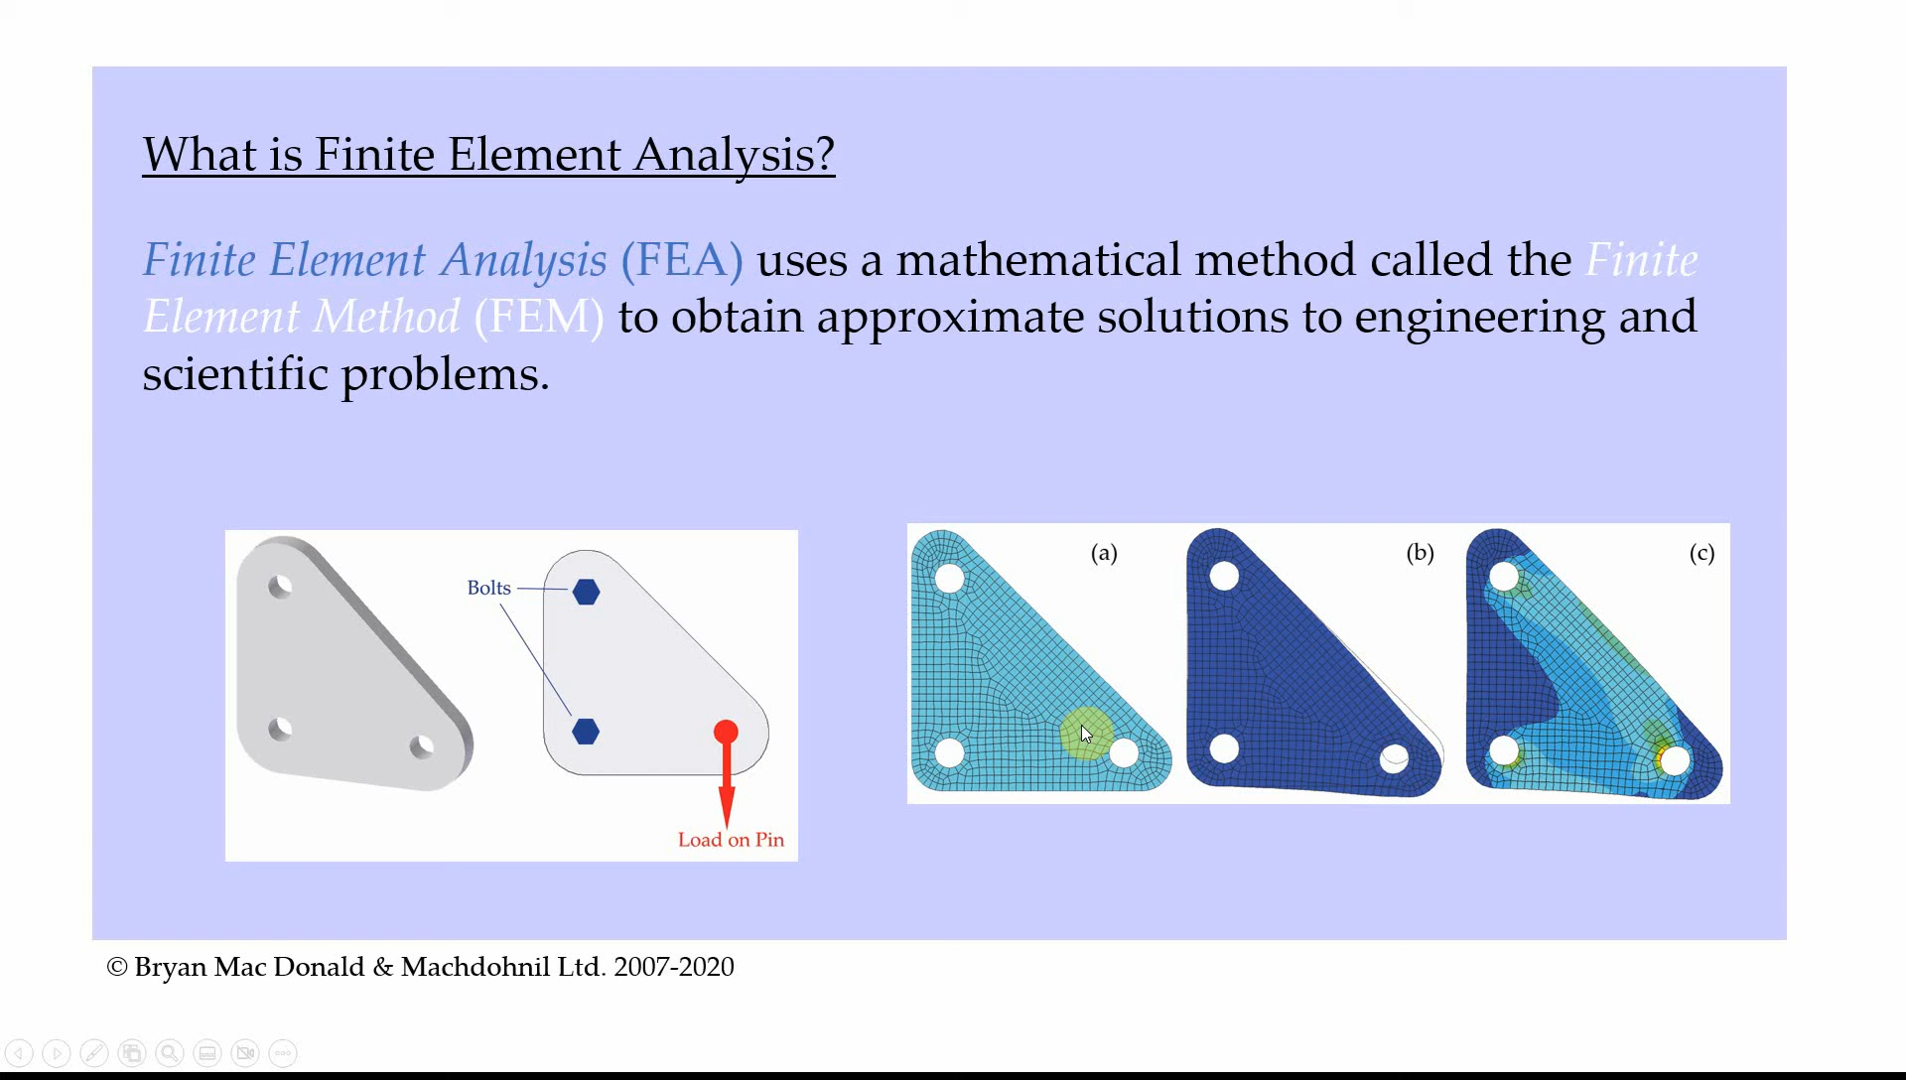 What is Finite Element Analysis?
Finite Element Analysis (FEA) uses a mathematical method called the Finite
Element Method (FEM) to obtain approximate solutions to engineering and
scientific problems.
Bolts
Load on Pin
(a)
(b)
(c)
© Bryan Mac Donald & Machdohnil Ltd. 2007-2020